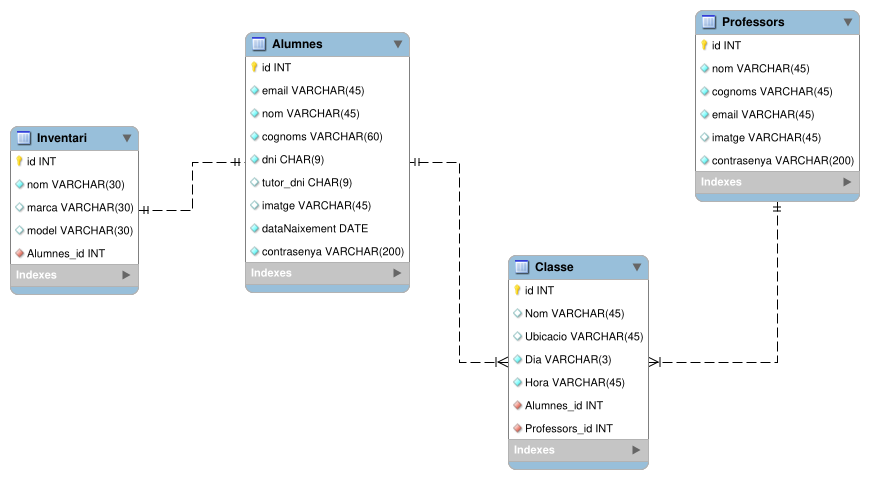 Inventari
id INT
nom VARCHAR(30)
marca VARCHAR(30)
model VARCHAR(30)
Alumnes_id INT
Indexes
Alumnes
id INT
email VARCHAR(45)
nom VARCHAR(45)
cognoms VARCHAR(60)
dni CHAR(9)
tutor_dni CHAR(9)
imatge VARCHAR(45)
dataNaixement DATE
contrasenya VARCHAR(200)
Indexes
Classe
id INT
Nom VARCHAR(45)
Ubicacio VARCHAR(45)
Dia VARCHAR(3)
Hora VARCHAR(45)
Alumnes_id INT
Professors_id INT
Indexes
Professors
id INT
nom VARCHAR(45)
cognoms VARCHAR(45)
email VARCHAR(45)
imatge VARCHAR(45)
contrasenya VARCHAR(200)
Indexes